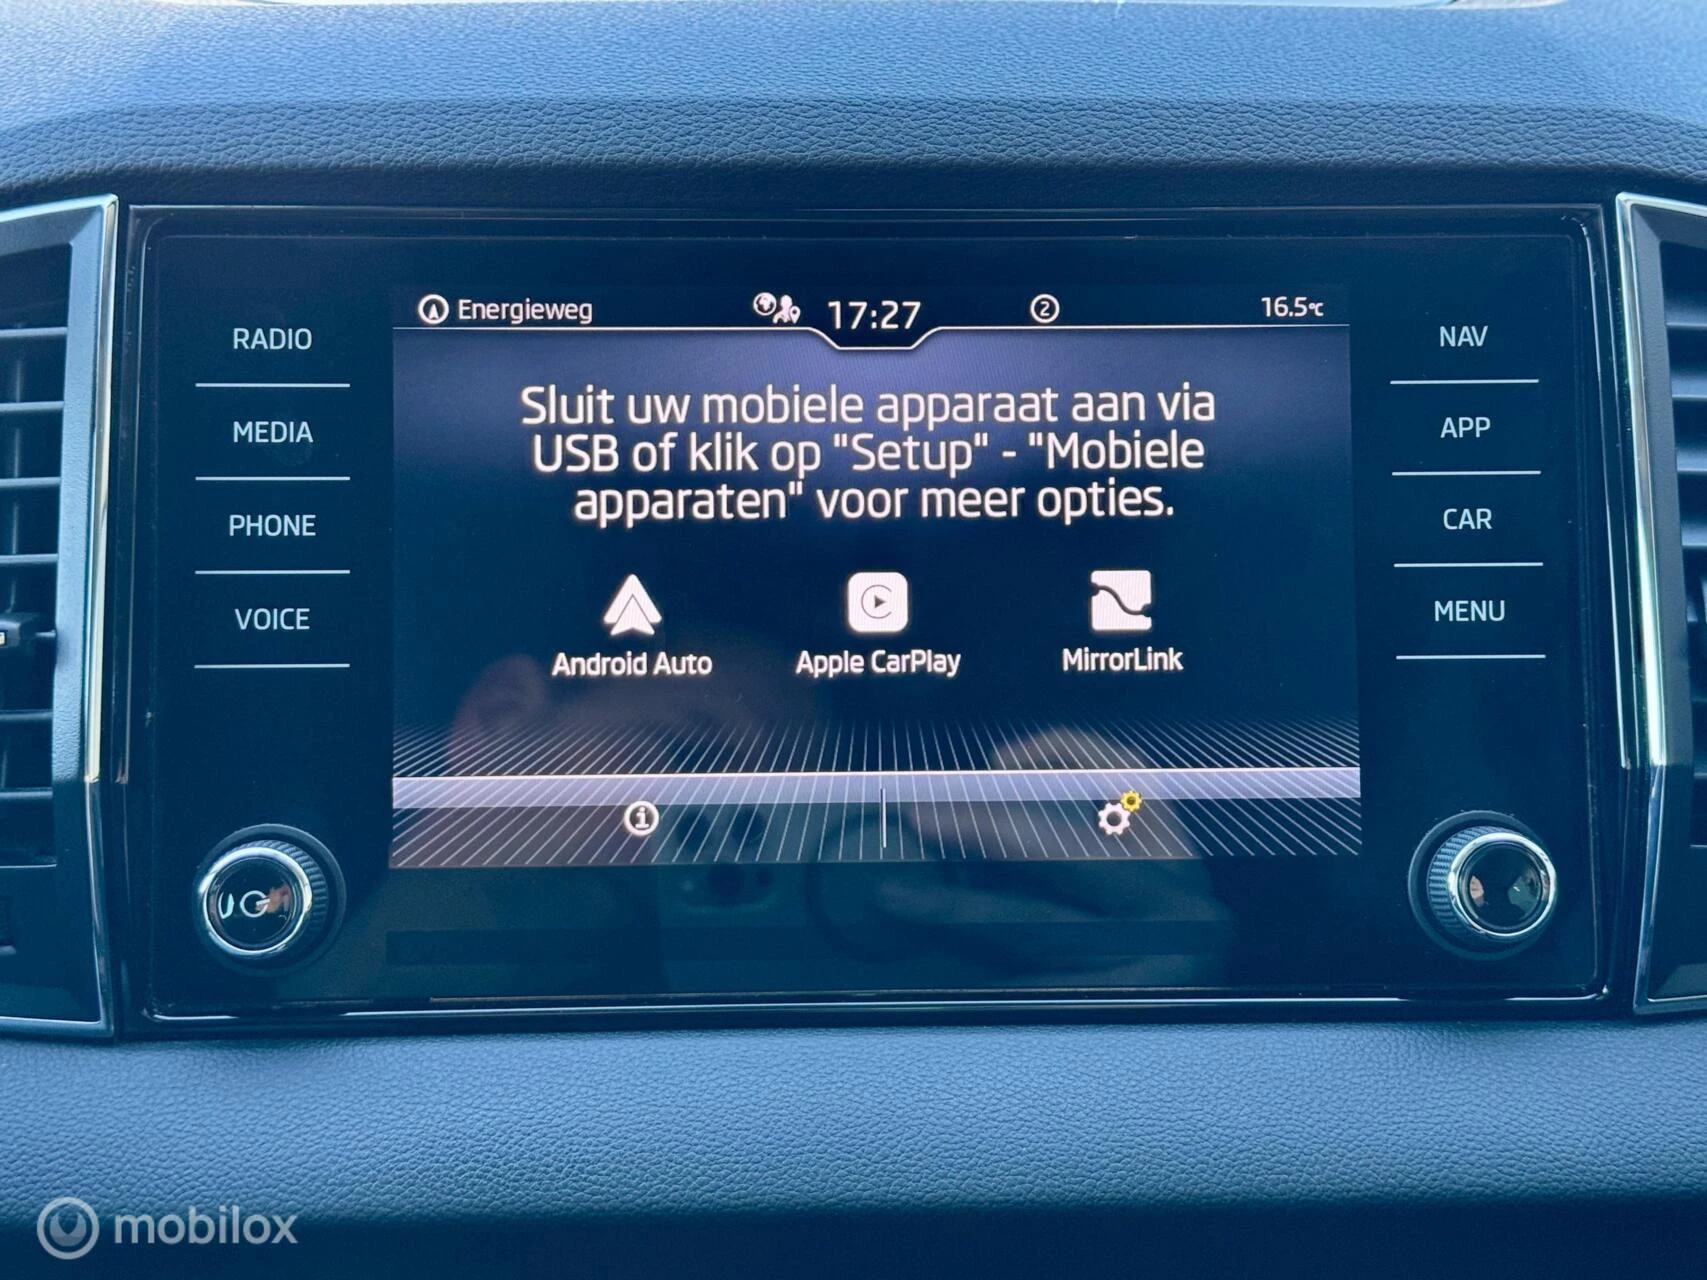 Energieweg 17:27 2 16.5°C
RADIO
MEDIA
PHONE
VOICE
Sluit uw mobiele apparaat aan via
USB of klik op "Setup" - "Mobiele
apparaten" voor meer opties.
Android Auto Apple CarPlay MirrorLink
NAV
APP
CAR
MENU
mobilox